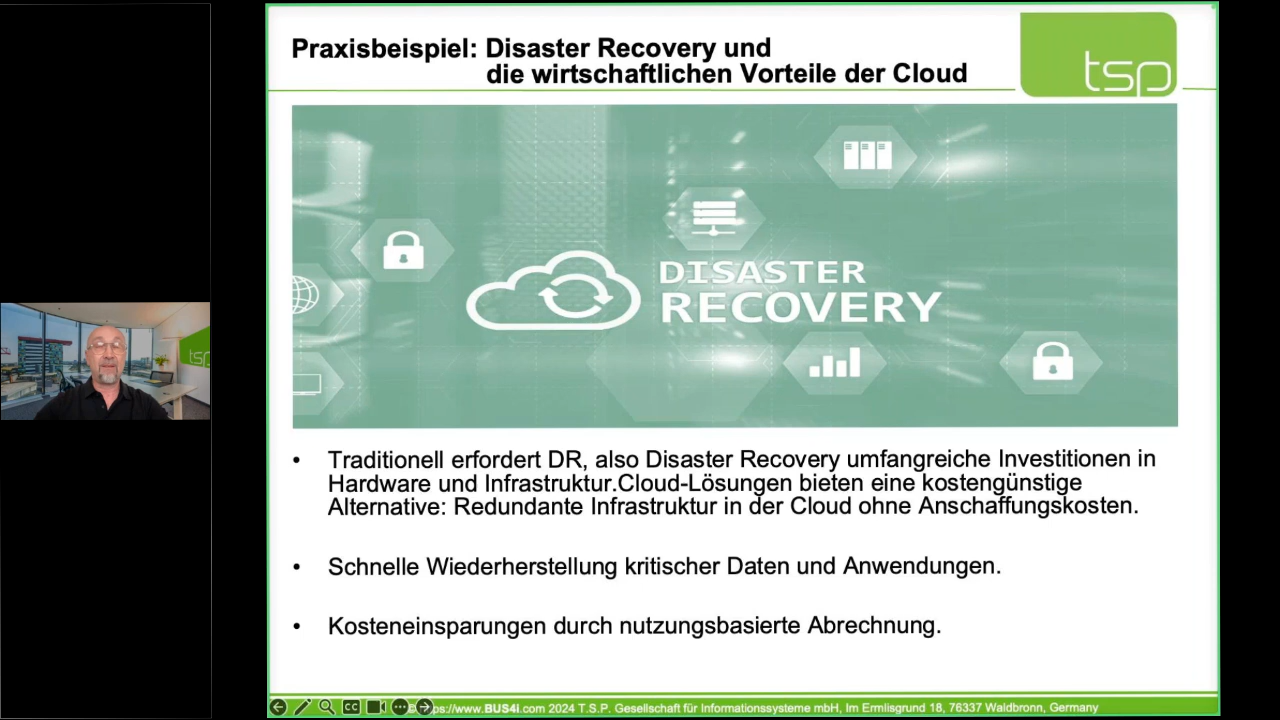 Praxisbeispiel: Disaster Recovery und
die wirtschaftlichen Vorteile der Cloud
tsp
DISASTER
RECOVERY
tsp
• Traditionell erfordert DR, also Disaster Recovery umfangreiche Investitionen in
Hardware und Infrastruktur.Cloud-Lösungen bieten eine kostengünstige
Alternative: Redundante Infrastruktur in der Cloud ohne Anschaffungskosten.
• Schnelle Wiederherstellung kritischer Daten und Anwendungen.
• Kosteneinsparungen durch nutzungsbasierte Abrechnung.
CC
www.BUS4i.com 2024 T.S.P. Gesellschaft für Informationssysteme mbH, Im Ermlisgrund 18, 76337 Waldbronn, Germany